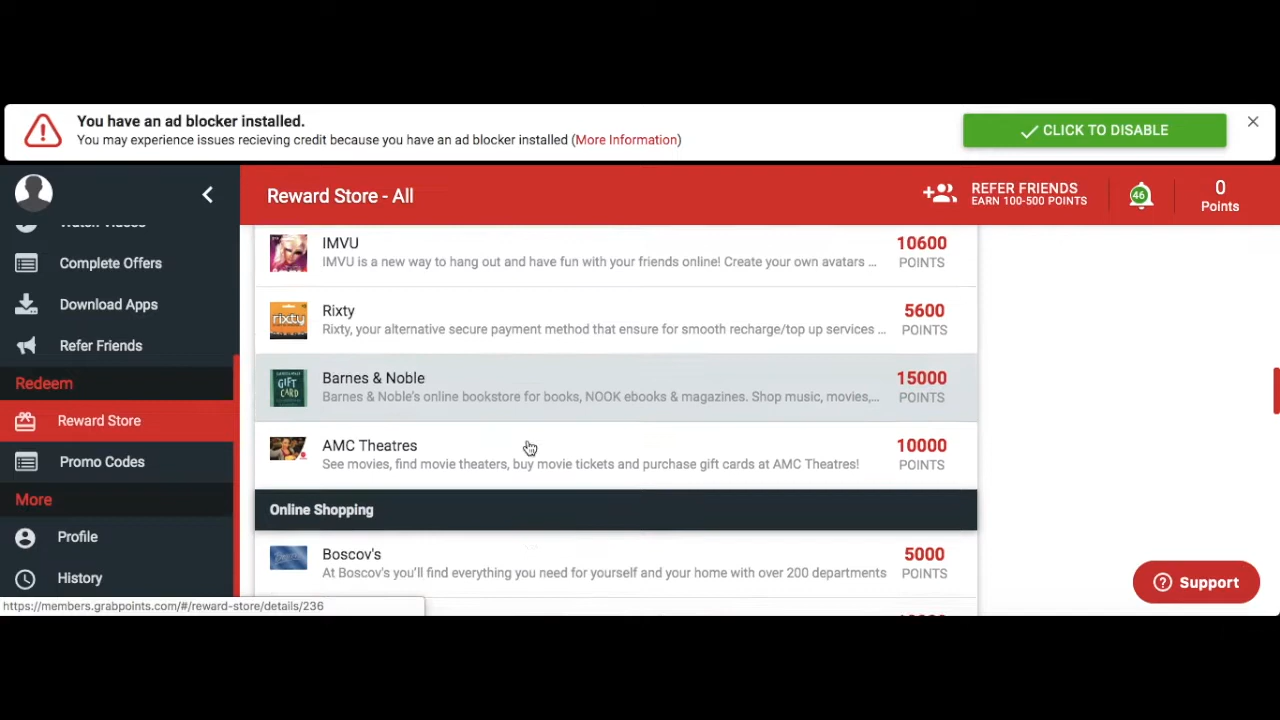 You have an ad blocker installed.
You may experience issues recieving credit because you have an ad blocker installed (More Information)
CLICK TO DISABLE
Reward Store - All
REFER FRIENDS
EARN 100-500 POINTS
46
0
Points
Watch Videos
Complete Offers
Download Apps
Refer Friends
Redeem
Reward Store
Promo Codes
More
Profile
History
IMVU
IMVU is a new way to hang out and have fun with your friends online! Create your own avatars ...
10600
POINTS
rixty
Rixty
Rixty, your alternative secure payment method that ensure for smooth recharge/top up services ...
5600
POINTS
GIFT
CARD
Barnes & Noble
Barnes & Noble's online bookstore for books, NOOK ebooks & magazines. Shop music, movies,...
15000
POINTS
AMC Theatres
See movies, find movie theaters, buy movie tickets and purchase gift cards at AMC Theatres!
10000
POINTS
Online Shopping
Boscov's
At Boscov's you'll find everything you need for yourself and your home with over 200 departments
5000
POINTS
Support
https://members.grabpoints.com/#/reward-store/details/236